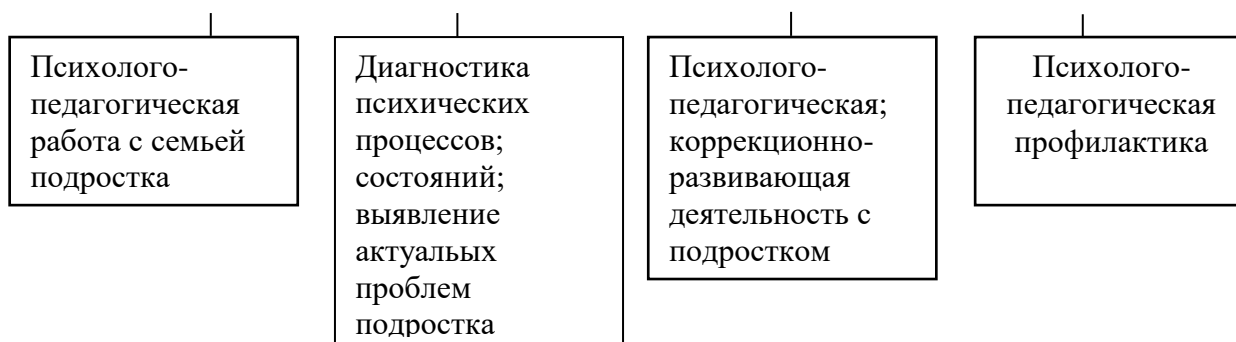 Психолого-
педагогическая
работа с семьей
подростка
Диагностика
психических
процессов;
состояний;
выявление
актуальых
проблем
подростка
Психолого-
педагогическая;
коррекционно-
развивающая
деятельность с
подростком
Психолого-
педагогическая
профилактика